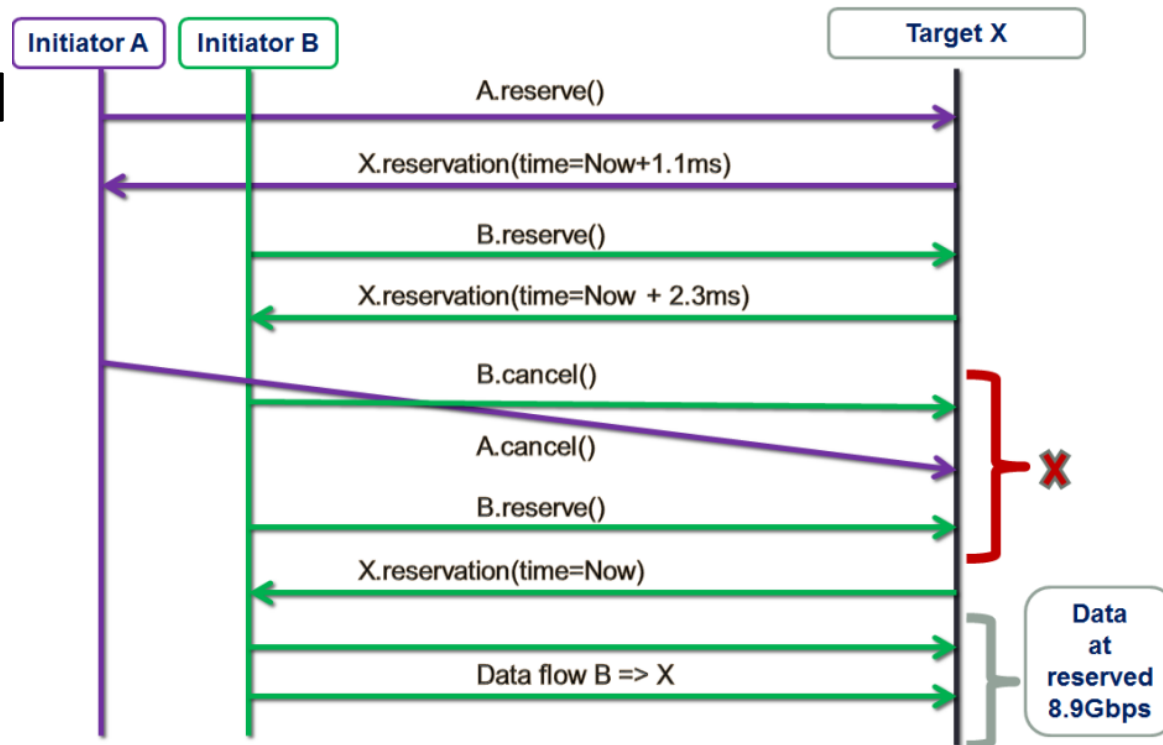 Initiator A
Initiator B
Target X
A.reserve()
X.reservation(time=Now+1.1ms)
B.reserve()
X.reservation(time=Now + 2.3ms)
B.cancel()
A.cancel()
X
B.reserve()
X.reservation(time=Now)
Data
at
reserved
8.9Gbps
Data flow B => X